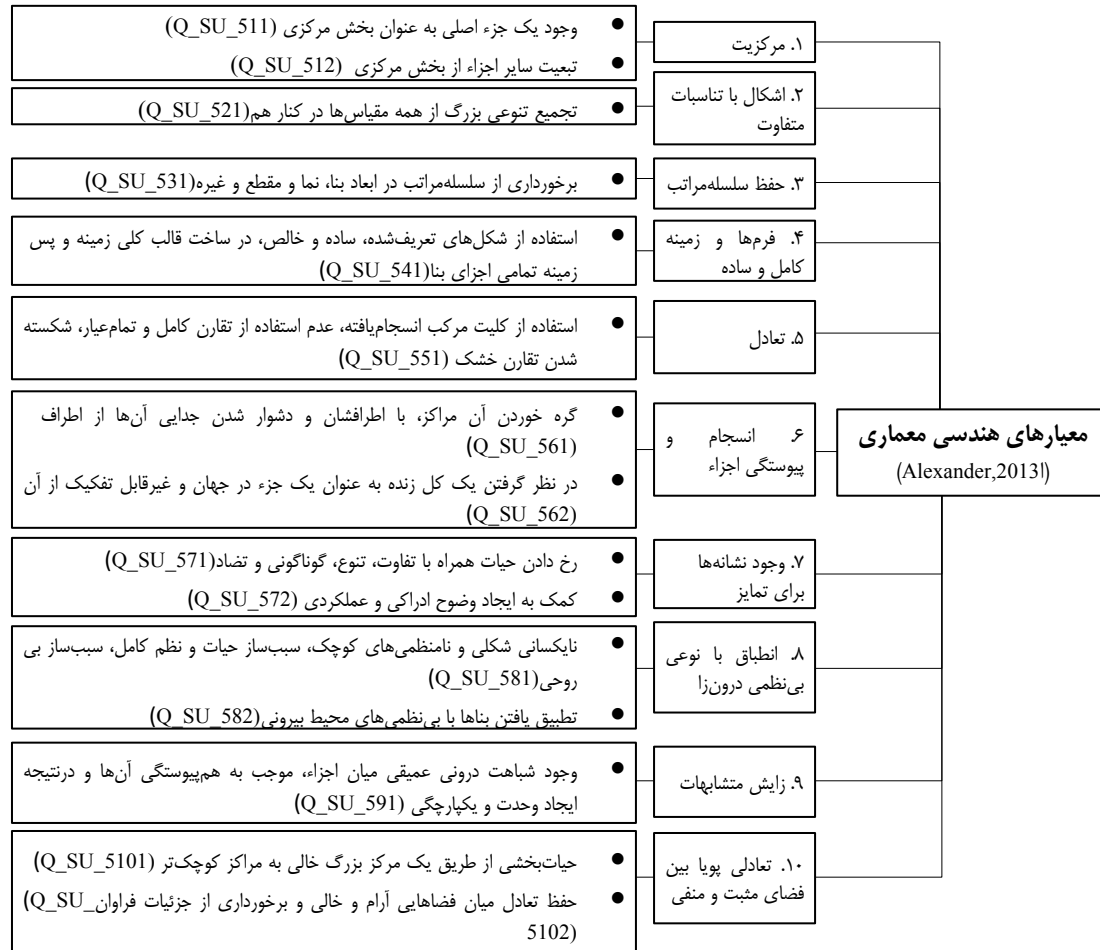 معیارهای هندسی معماری
(Alexander,2013ا)
۱. مرکزیت
وجود یک جزء اصلی به عنوان بخش مرکزی (Q_SU_511)
تبعیت سایر اجزاء از بخش مرکزی (Q_SU_512)
۲. اشکال با تناسبات
متفاوت
تجمیع تنوعی بزرگ از همه مقیاس‌ها در کنار هم(Q_SU_521)
۳. حفظ سلسله‌مراتب
برخورداری از سلسله‌مراتب در ابعاد بنا، نما و مقطع و غیره(Q_SU_531)
۴. فرم‌ها و زمینه
کامل و ساده
استفاده از شکل‌های تعریف‌شده، ساده و خالص، در ساخت قالب کلی زمینه و پس
زمینه تمامی اجزای بنا(Q_SU_541)
۵. تعادل
استفاده از کلیت مرکب انسجام‌یافته، عدم استفاده از تقارن کامل و تمام‌عیار، شکسته
شدن تقارن خشک (Q_SU_551)
۶. انسجام و
پیوستگی اجزاء
گره خوردن آن مراکز، با اطرافشان و دشوار شدن جدایی آن‌ها از اطراف
(Q_SU_561)
در نظر گرفتن یک کل زنده به عنوان یک جزء در جهان و غیرقابل تفکیک از آن
(Q_SU_562)
۷. وجود نشانه‌ها
برای تمایز
رخ دادن حیات همراه با تفاوت، تنوع، گوناگونی و تضاد(Q_SU_571)
کمک به ایجاد وضوح ادراکی و عملکردی (Q_SU_572)
۸. انطباق با نوعی
بی‌نظمی درون‌زا
نایکسانی شکلی و نامنظمی‌های کوچک، سبب‌ساز حیات و نظم کامل، سبب‌ساز بی
روحی(Q_SU_581)
تطبیق یافتن بناها با بی‌نظمی‌های محیط بیرونی(Q_SU_582)
۹. زایش متشابهات
وجود شباهت درونی عمیقی میان اجزاء، موجب به هم‌پیوستگی آن‌ها و درنتیجه
ایجاد وحدت و یکپارچگی (Q_SU_591)
۱۰. تعادلی پویا بین
فضای مثبت و منفی
حیات‌بخشی از طریق یک مرکز بزرگ خالی به مراکز کوچک‌تر (Q_SU_5101)
حفظ تعادل میان فضاهایی آرام و خالی و برخورداری از جزئیات فراوان(Q_SU_
5102)